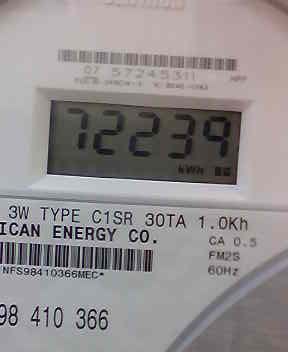 07 57245311
72239
kWH
3W TYPE C1SR 30TA 1.0Kh
ICAN ENERGY CO.
CA 0.5
FM2S
NFS98410366MEC*
60Hz
98 410 366